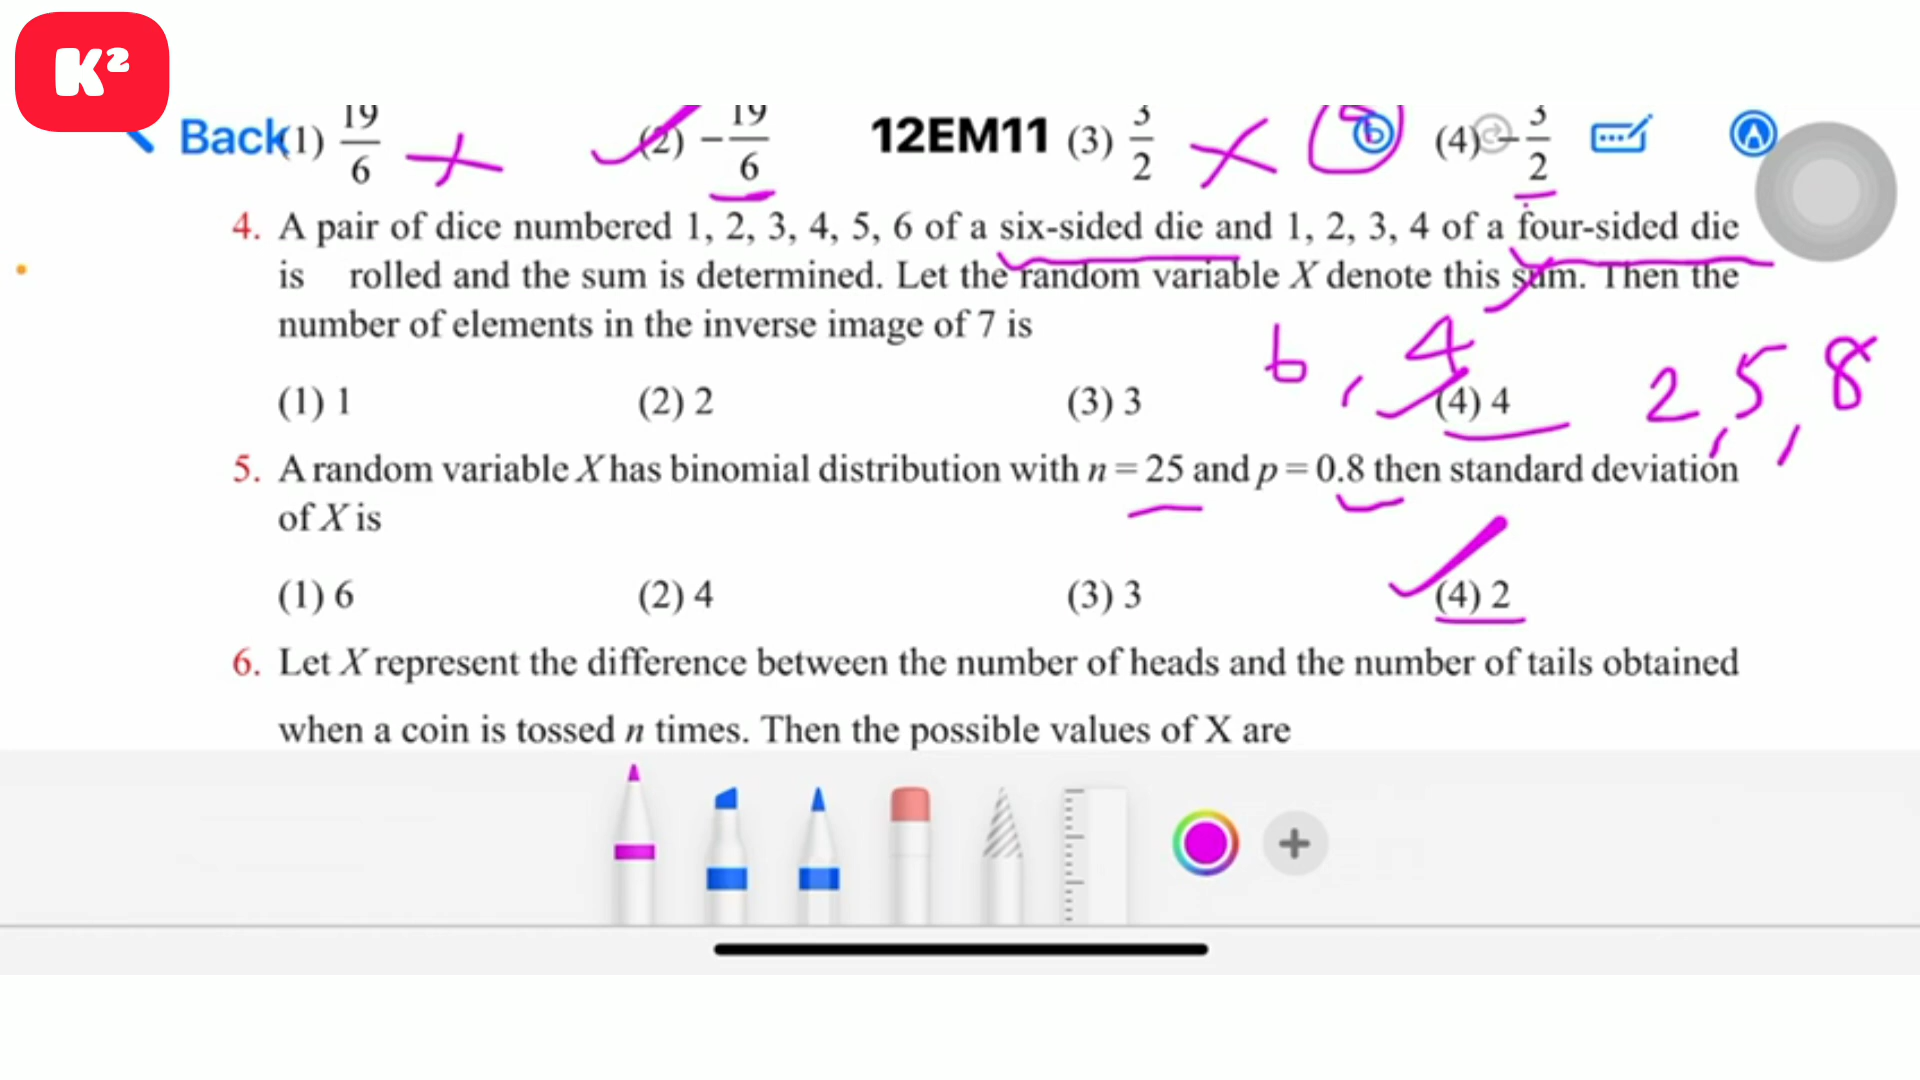 K²
Back (1) 19/6 (2) -19/6 12EM11 (3) 3/2 (4) -3/2
4. A pair of dice numbered 1, 2, 3, 4, 5, 6 of a six-sided die and 1, 2, 3, 4 of a four-sided die
is rolled and the sum is determined. Let the random variable X denote this sum. Then the
number of elements in the inverse image of 7 is
6, 4 2, 5, 8
(1) 1 (2) 2 (3) 3 (4) 4
5. A random variable X has binomial distribution with n = 25 and p = 0.8 then standard deviation
of X is
(1) 6 (2) 4 (3) 3 (4) 2
6. Let X represent the difference between the number of heads and the number of tails obtained
when a coin is tossed n times. Then the possible values of X are